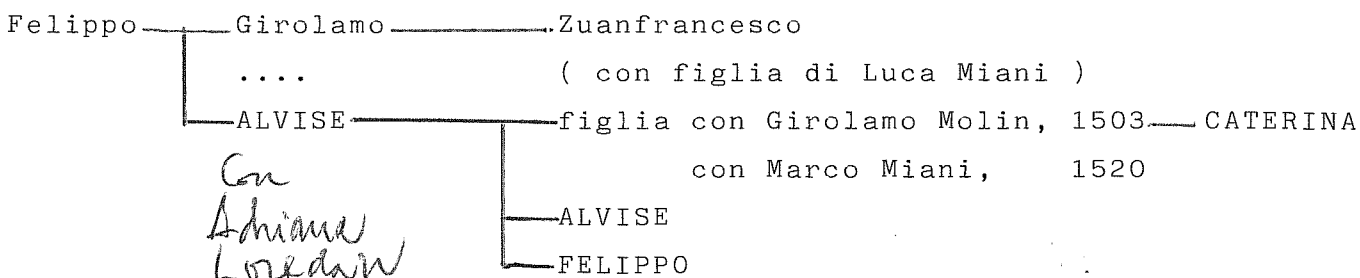 Felippo Girolamo Zuanfrancesco
.... ( con figlia di Luca Miani )
ALVISE figlia con Girolamo Molin, 1503 CATERINA
con Marco Miani, 1520
Con
Adriana
Loredan
ALVISE
FELIPPO